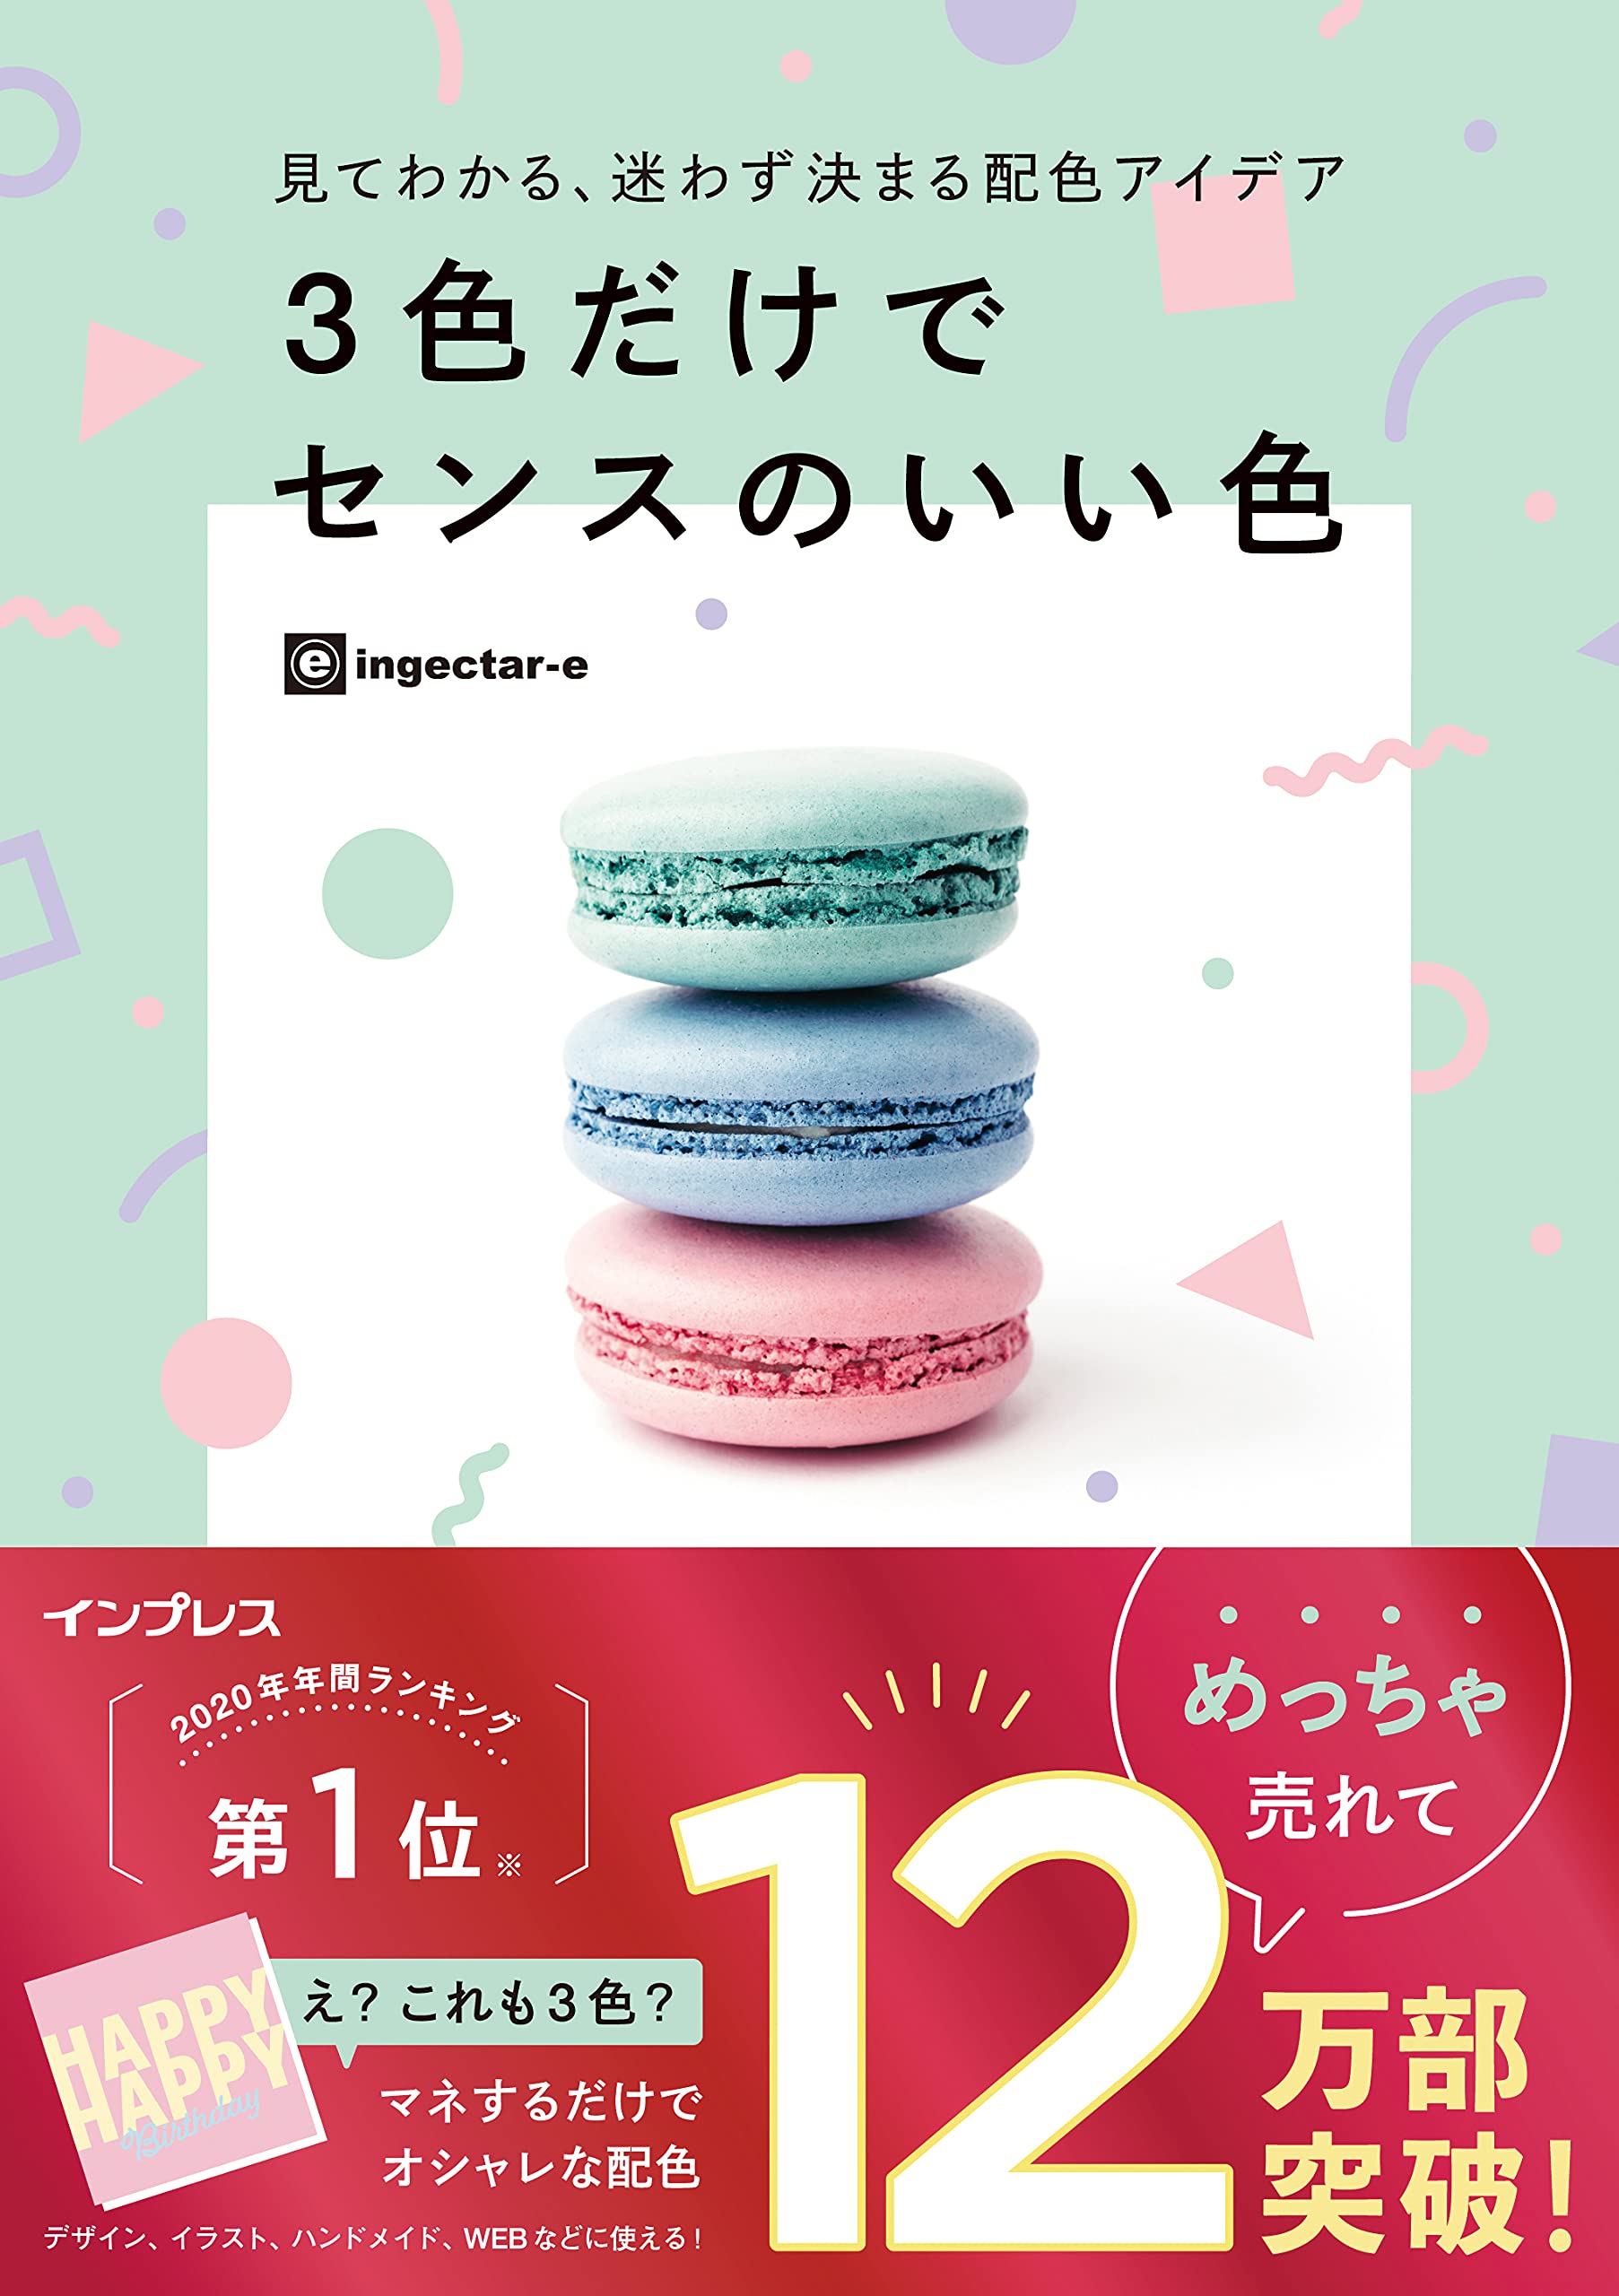 見てわかる、迷わず決まる配色アイデア
3色だけで
センスのいい色
e ingectar-e
インプレス
2020年年間ランキング
第1位※
めっちゃ
売れて
12万部
突破!
HAPPY
HAPPY
Birthday
え? これも3色?
マネするだけで
オシャレな配色
デザイン、イラスト、ハンドメイド、WEBなどに使える!